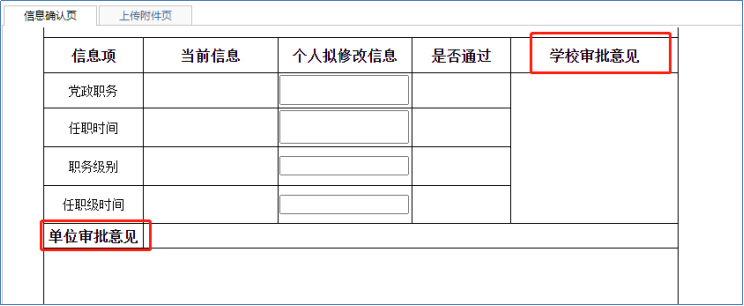 信息确认页 上传附件页
信息项 当前信息 个人拟修改信息 是否通过 学校审批意见
党政职务
任职时间
职务级别
任职级时间
单位审批意见